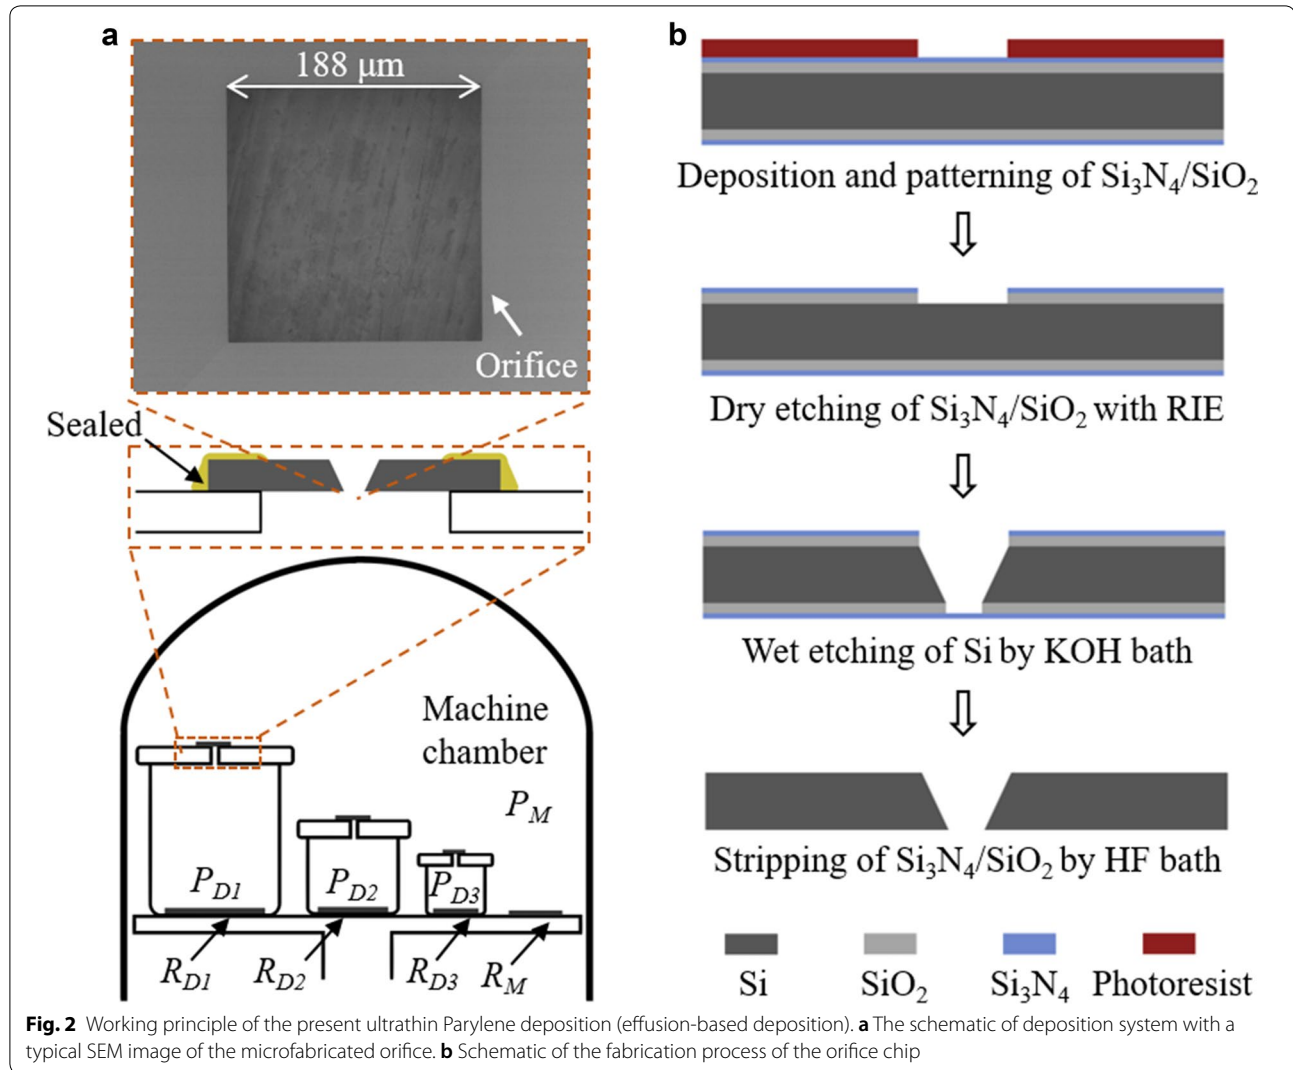 a
188 μm
Orifice
Sealed
Machine
chamber
P_M
P_D1
P_D2
P_D3
R_D1
R_D2
R_D3
R_M
b
Deposition and patterning of Si₃N₄/SiO₂
Dry etching of Si₃N₄/SiO₂ with RIE
Wet etching of Si by KOH bath
Stripping of Si₃N₄/SiO₂ by HF bath
Si
SiO₂
Si₃N₄
Photoresist
Fig. 2 Working principle of the present ultrathin Parylene deposition (effusion-based deposition). a The schematic of deposition system with a
typical SEM image of the microfabricated orifice. b Schematic of the fabrication process of the orifice chip